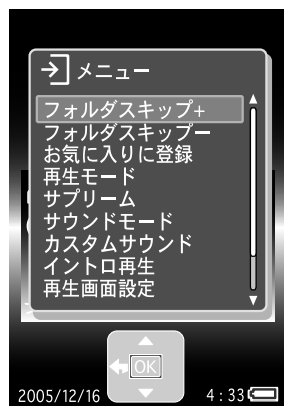 メニュー
フォルダスキップ+
フォルダスキップー
お気に入りに登録
再生モード
サプリーム
サウンドモード
カスタムサウンド
イントロ再生
再生画面設定
OK
2005/12/16 4:33